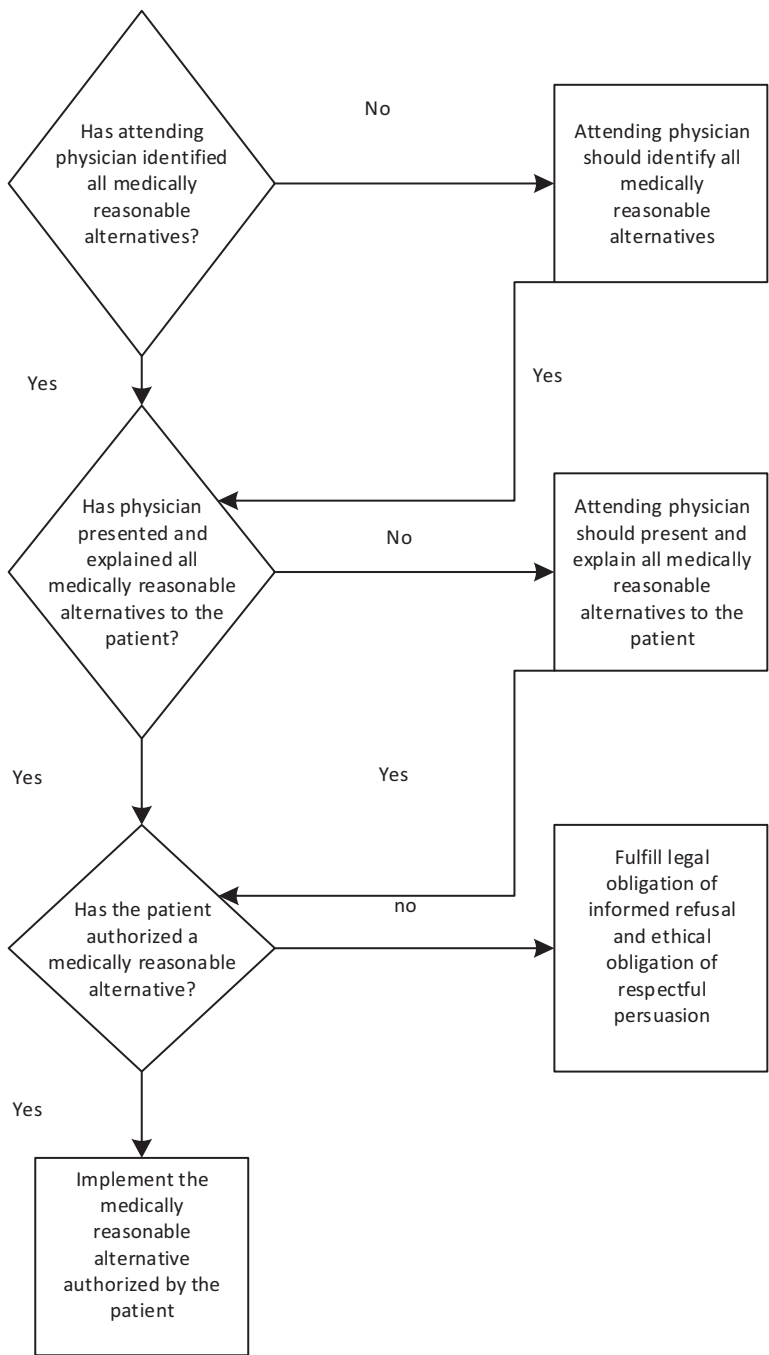 Has attending
physician identified
all medically
reasonable
alternatives?
No
Attending physician
should identify all
medically
reasonable
alternatives
Yes
Yes
Has physician
presented and
explained all
medically reasonable
alternatives to the
patient?
No
Attending physician
should present and
explain all medically
reasonable
alternatives to the
patient
Yes
Yes
Has the patient
authorized a
medically reasonable
alternative?
no
Fulfill legal
obligation of
informed refusal
and ethical
obligation of
respectful
persuasion
Yes
Implement the
medically
reasonable
alternative
authorized by the
patient